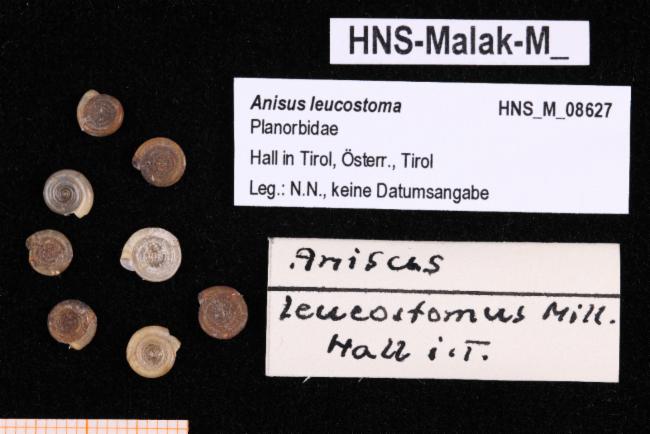 HNS-Malak-M_
Anisus leucostoma HNS_M_08627
Planorbidae
Hall in Tirol, Österr., Tirol
Leg.: N.N., keine Datumsangabe
Aniscus
leucostomus Mill.
Hall i.T.